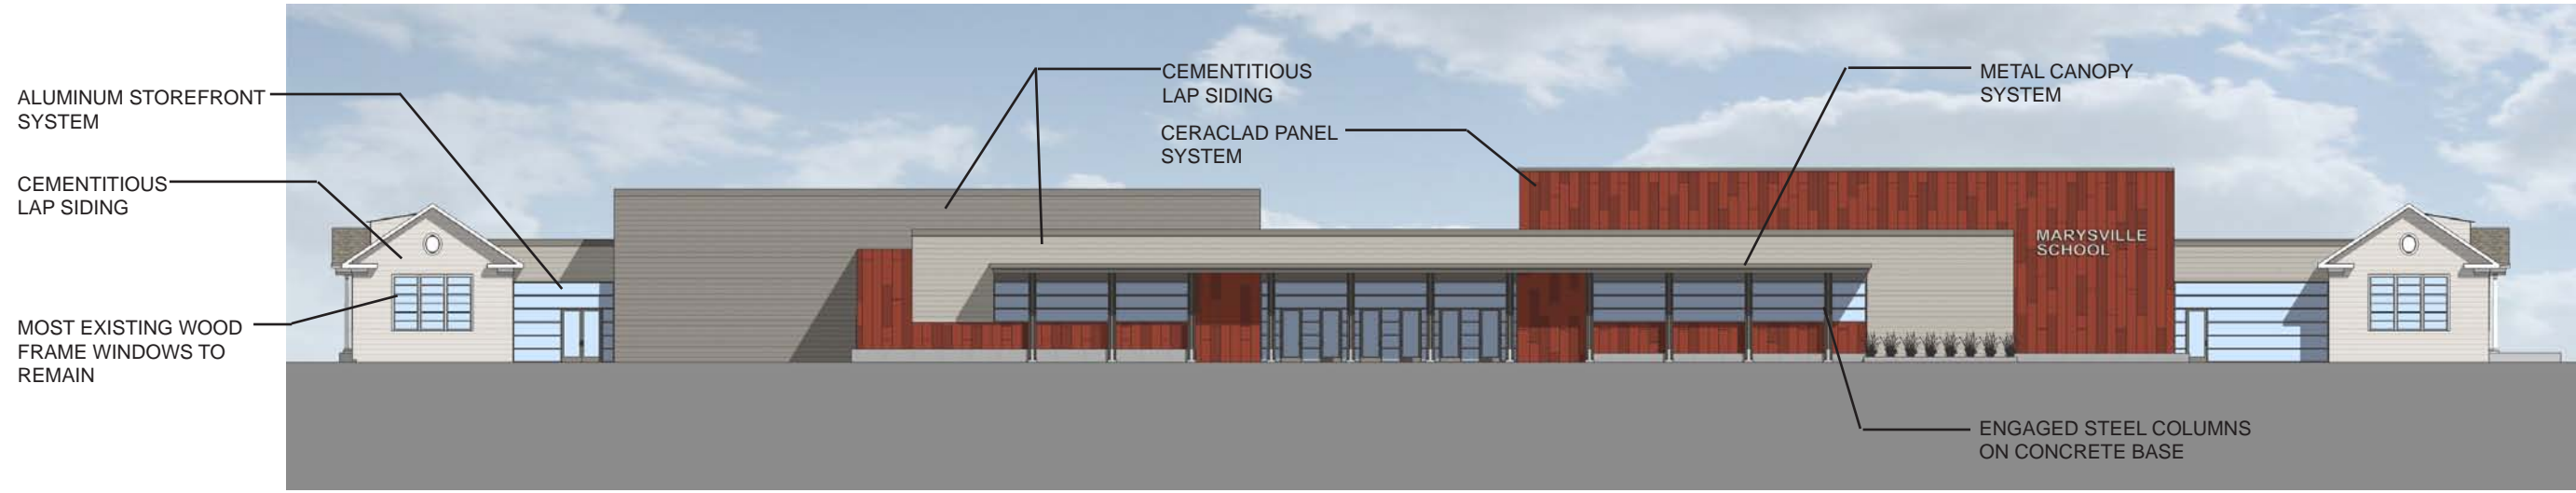 ALUMINUM STOREFRONT
SYSTEM
CEMENTITIOUS
LAP SIDING
MOST EXISTING WOOD
FRAME WINDOWS TO
REMAIN
CEMENTITIOUS
LAP SIDING
CERACLAD PANEL
SYSTEM
METAL CANOPY
SYSTEM
MARYSVILLE
SCHOOL
ENGAGED STEEL COLUMNS
ON CONCRETE BASE